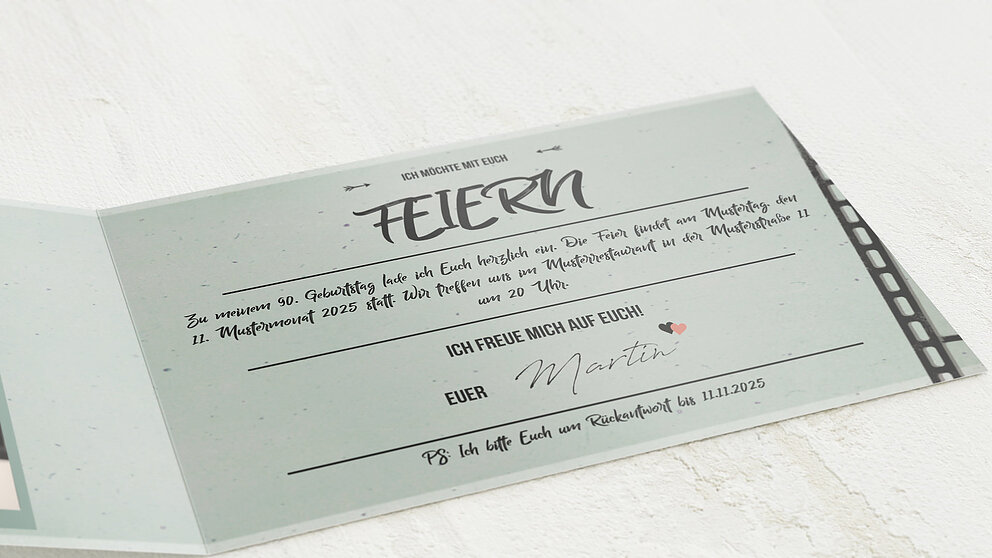 ICH MÖCHTE MIT EUCH
FEIERN
Zu meinem 90. Geburtstag lade ich Euch herzlich ein. Die Feier findet am Mustertag, den
11. Mustermonat 2025 statt. Wir treffen uns im Musterrestaurant in der Musterstraße 11
um 20 Uhr.
ICH FREUE MICH AUF EUCH!
EUER Martin
PS: Ich bitte Euch um Rückantwort bis 11.11.2025